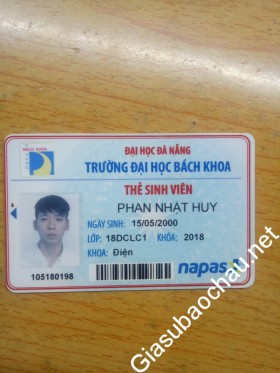 ĐẠI HỌC ĐÀ NẴNG
TRƯỜNG ĐẠI HỌC BÁCH KHOA
THẺ SINH VIÊN
PHAN NHẬT HUY
NGÀY SINH: 15/05/2000
LỚP: 18DCLC1 KHÓA: 2018
KHOA: Điện
105180198
napas
Giasubaochau.net